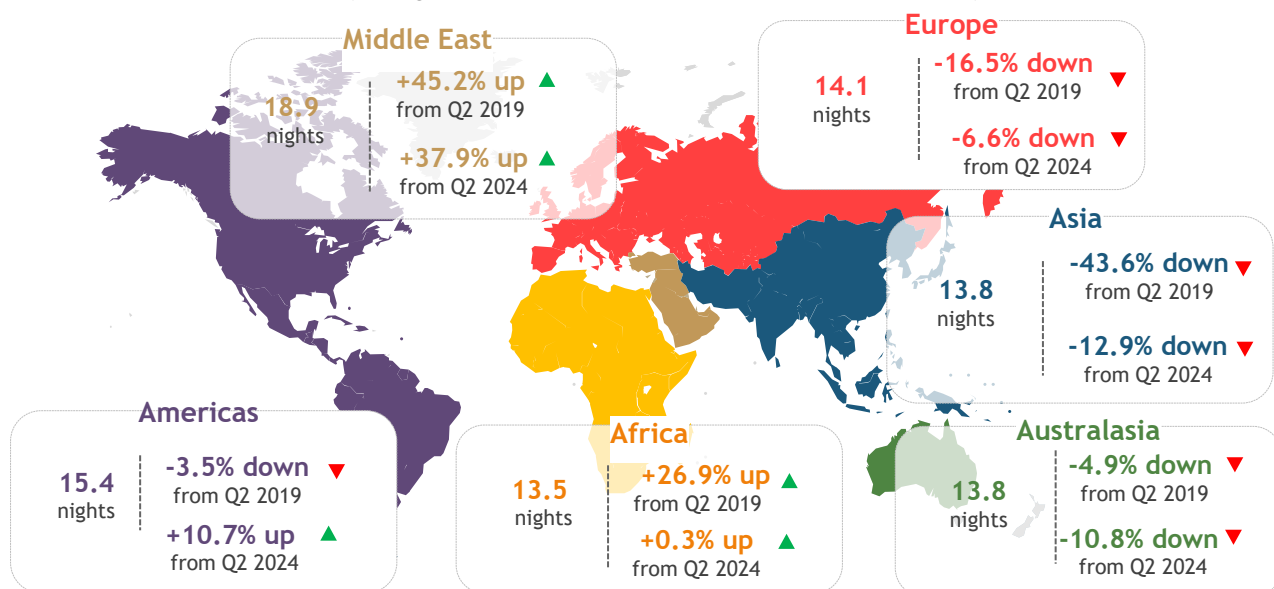 Middle East
18.9
nights
+45.2% up
from Q2 2019
+37.9% up
from Q2 2024
Europe
14.1
nights
-16.5% down
from Q2 2019
-6.6% down
from Q2 2024
Asia
13.8
nights
-43.6% down
from Q2 2019
-12.9% down
from Q2 2024
Americas
15.4
nights
-3.5% down
from Q2 2019
+10.7% up
from Q2 2024
Africa
13.5
nights
+26.9% up
from Q2 2019
+0.3% up
from Q2 2024
Australasia
13.8
nights
-4.9% down
from Q2 2019
-10.8% down
from Q2 2024